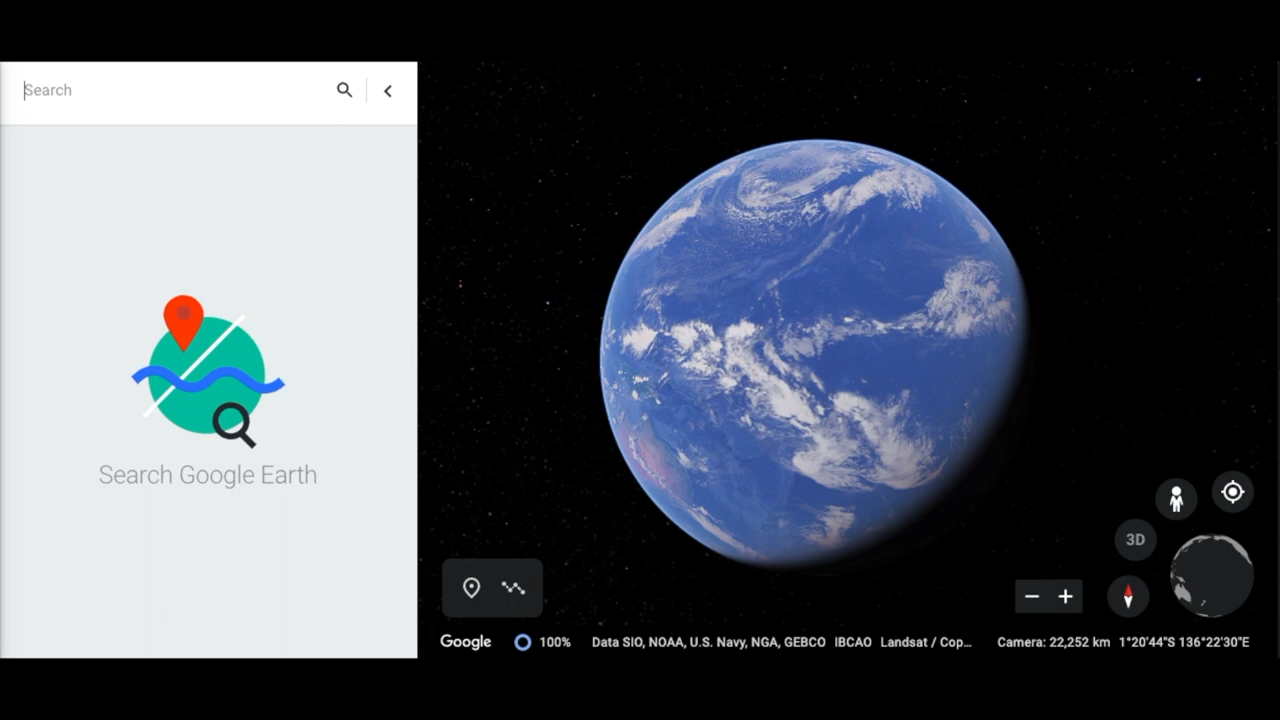 Search
Search Google Earth
3D
Google 100% Data SIO, NOAA, U.S. Navy, NGA, GEBCO IBCAO Landsat / Cop... Camera: 22,252 km 1°20'44"S 136°22'30"E